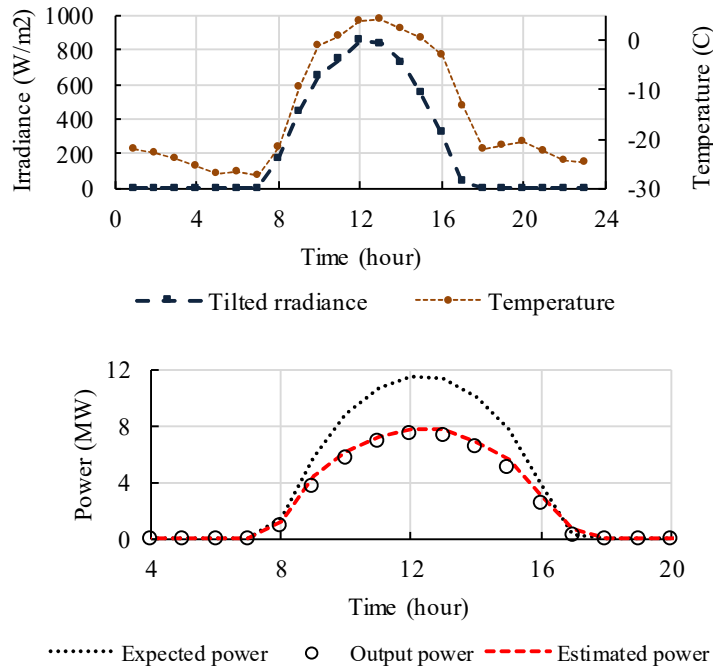 Irradiance (W/m2)
1000
800
600
400
200
0
0
-10
-20
-30
Temperature (C)
0 4 8 12 16 20 24
Time (hour)
Tilted rradiance Temperature
Power (MW)
12
8
4
0
4 8 12 16 20
Time (hour)
Expected power Output power Estimated power